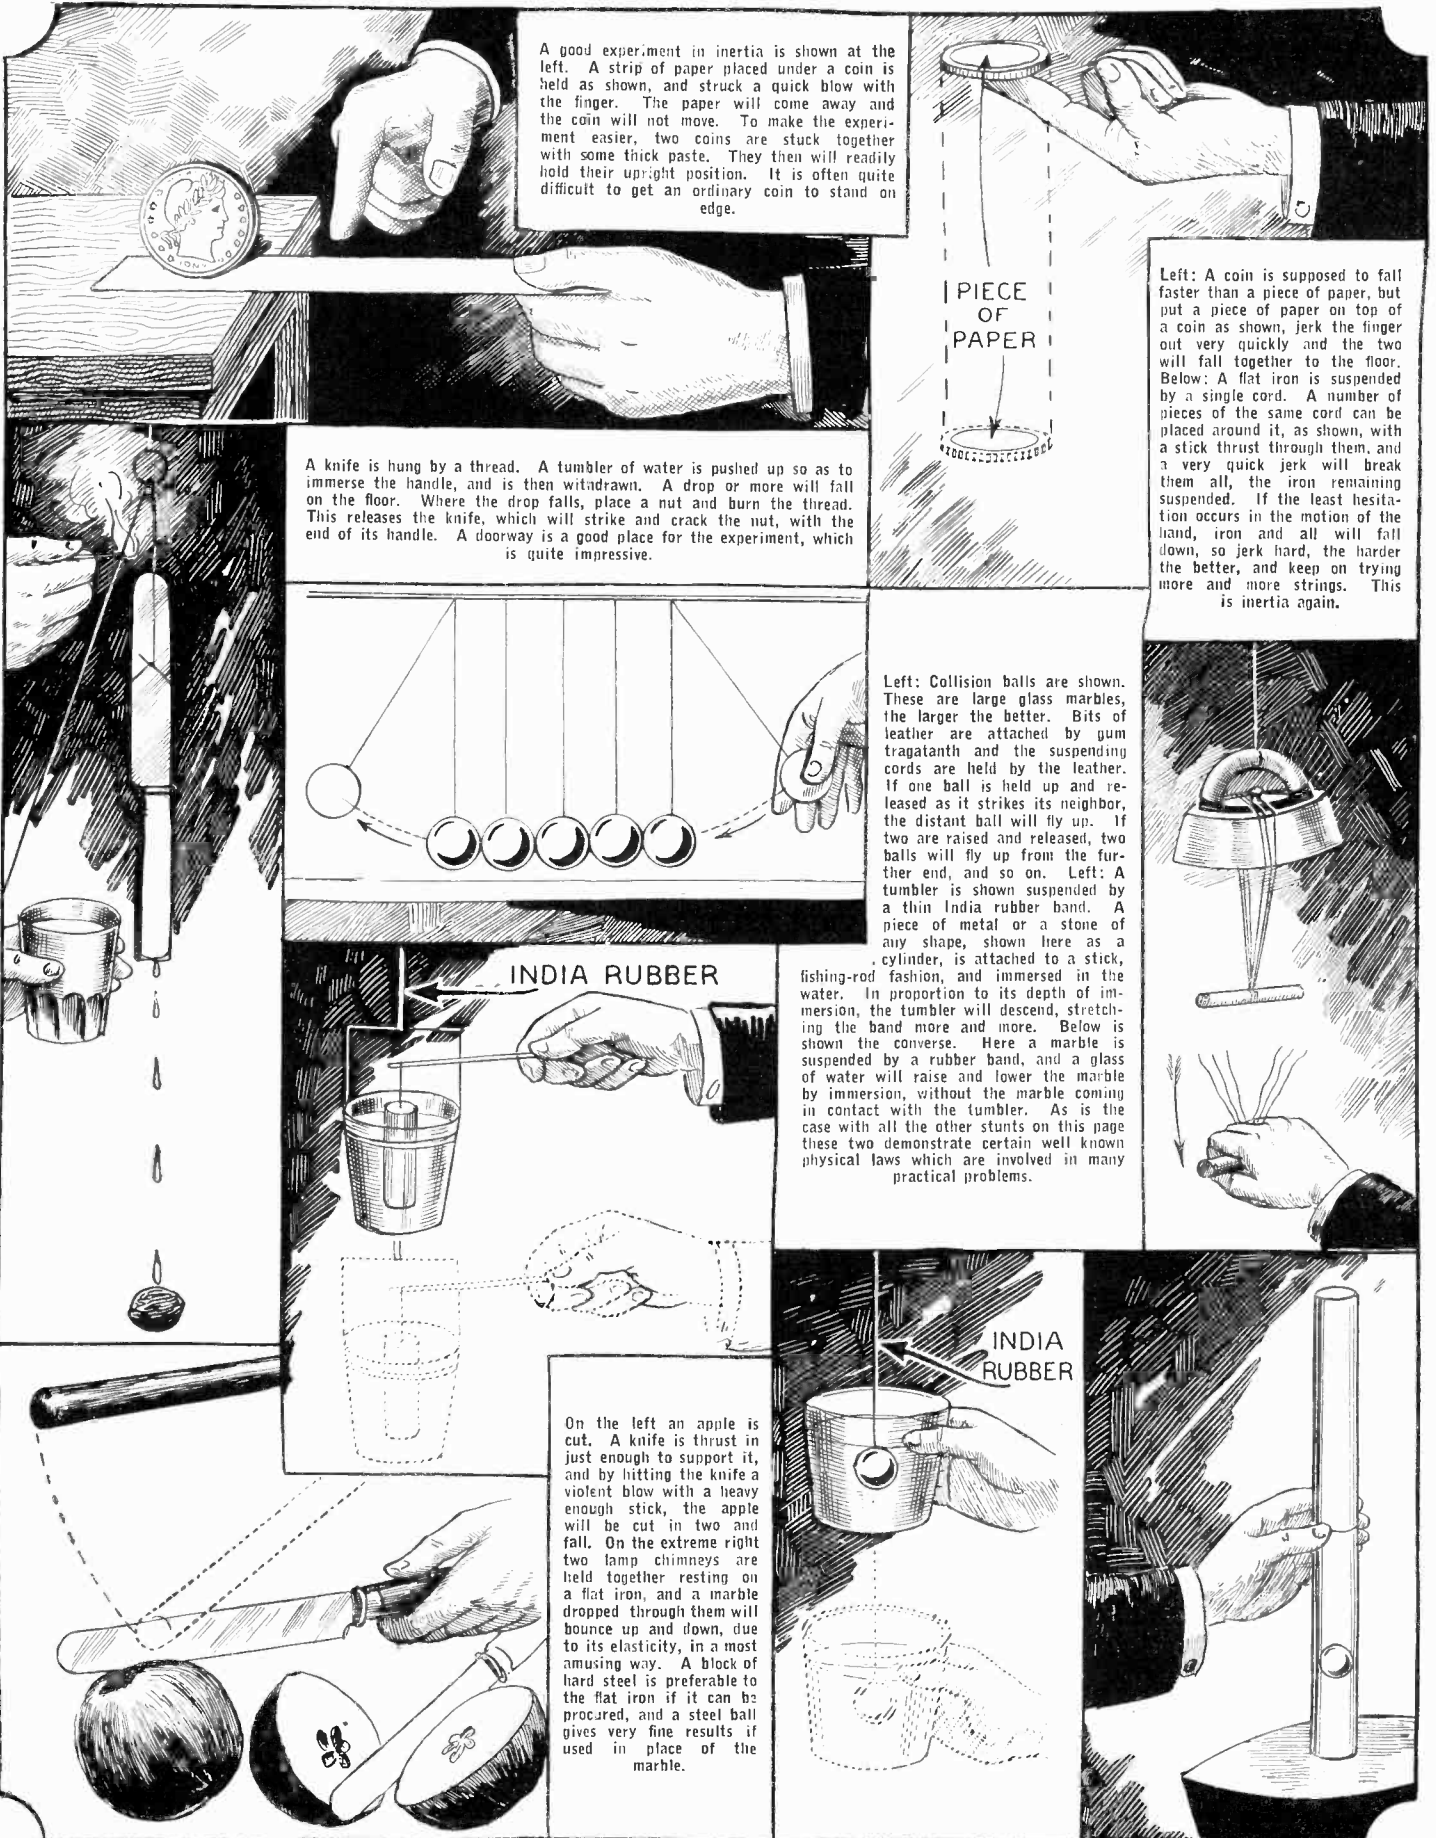 A good experiment in inertia is shown at the
left. A strip of paper placed under a coin is
held as shown, and struck a quick blow with
the finger. The paper will come away and
the coin will not move. To make the experi-
ment easier, two coins are stuck together
with some thick paste. They then will readily
hold their upright position. It is often quite
difficult to get an ordinary coin to stand on
edge.
PIECE
OF
PAPER
Left: A coin is supposed to fall
faster than a piece of paper, but
put a piece of paper on top of
a coin as shown, jerk the finger
out very quickly and the two
will fall together to the floor.
Below: A flat iron is suspended
by a single cord. A number of
pieces of the same cord can be
placed around it, as shown, with
a stick thrust through them, and
a very quick jerk will break
them all, the iron remaining
suspended. If the least hesita-
tion occurs in the motion of the
hand, iron and all will fall
down, so jerk hard, the harder
the better, and keep on trying
more and more strings. This
is inertia again.
A knife is hung by a thread. A tumbler of water is pushed up so as to
immerse the handle, and is then witndrawn. A drop or more will fall
on the floor. Where the drop falls, place a nut and burn the thread.
This releases the knife, which will strike and crack the nut, with the
end of its handle. A doorway is a good place for the experiment, which
is quite impressive.
Left: Collision balls are shown.
These are large glass marbles,
the larger the better. Bits of
leather are attached by gum
tragatanth and the suspending
cords are held by the leather.
If one ball is held up and re-
leased as it strikes its neighbor,
the distant ball will fly up. If
two are raised and released, two
balls will fly up from the fur-
ther end, and so on. Left: A
tumbler is shown suspended by
a thin India rubber band. A
piece of metal or a stone of
any shape, shown here as a
cylinder, is attached to a stick,
fishing-rod fashion, and immersed in the
water. In proportion to its depth of im-
mersion, the tumbler will descend, stretch-
ing the band more and more. Below is
shown the converse. Here a marble is
suspended by a rubber band, and a glass
of water will raise and lower the marble
by immersion, without the marble coming
in contact with the tumbler. As is the
case with all the other stunts on this page
these two demonstrate certain well known
physical laws which are involved in many
practical problems.
INDIA RUBBER
INDIA
RUBBER
On the left an apple is
cut. A knife is thrust in
just enough to support it,
and by hitting the knife a
violent blow with a heavy
enough stick, the apple
will be cut in two and
fall. On the extreme right
two lamp chimneys are
held together resting on
a flat iron, and a marble
dropped through them will
bounce up and down, due
to its elasticity, in a most
amusing way. A block of
hard steel is preferable to
the flat iron if it can be
procured, and a steel ball
gives very fine results if
used in place of the
marble.